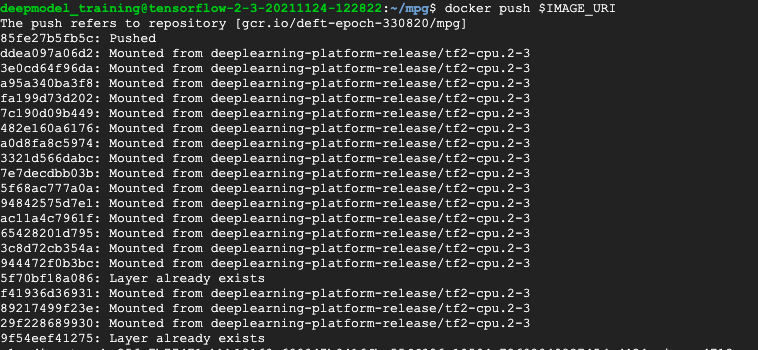 deepmodel_training@tensorflow-2-3-20211124-122822:~/mpg$ docker push $IMAGE_URI
The push refers to repository [gcr.io/deft-epoch-330820/mpg]
85fe27b5fb5c: Pushed
ddea097a06d2: Mounted from deeplearning-platform-release/tf2-cpu.2-3
3e0cd64f96da: Mounted from deeplearning-platform-release/tf2-cpu.2-3
a95a340ba3f8: Mounted from deeplearning-platform-release/tf2-cpu.2-3
fa199d73d202: Mounted from deeplearning-platform-release/tf2-cpu.2-3
7c190d09b449: Mounted from deeplearning-platform-release/tf2-cpu.2-3
482e160a6176: Mounted from deeplearning-platform-release/tf2-cpu.2-3
a0d8fa8c5974: Mounted from deeplearning-platform-release/tf2-cpu.2-3
3321d566dabc: Mounted from deeplearning-platform-release/tf2-cpu.2-3
7e7decdbb03b: Mounted from deeplearning-platform-release/tf2-cpu.2-3
5f68ac777a0a: Mounted from deeplearning-platform-release/tf2-cpu.2-3
94842575d7e1: Mounted from deeplearning-platform-release/tf2-cpu.2-3
ac11a4c7961f: Mounted from deeplearning-platform-release/tf2-cpu.2-3
65428201d795: Mounted from deeplearning-platform-release/tf2-cpu.2-3
3c8d72cb354a: Mounted from deeplearning-platform-release/tf2-cpu.2-3
944472f0b3bc: Mounted from deeplearning-platform-release/tf2-cpu.2-3
5f70bf18a086: Layer already exists
f41936d36931: Mounted from deeplearning-platform-release/tf2-cpu.2-3
89217499f23e: Mounted from deeplearning-platform-release/tf2-cpu.2-3
29f228689930: Mounted from deeplearning-platform-release/tf2-cpu.2-3
9f54eef41275: Layer already exists